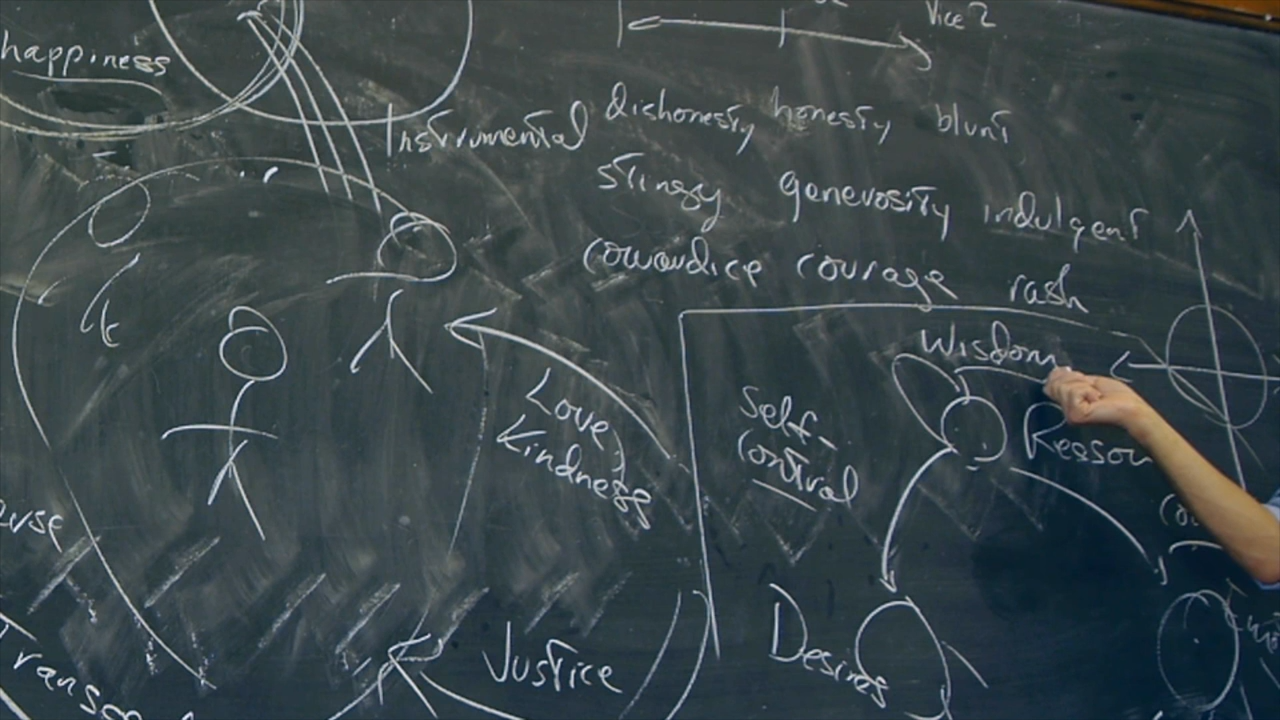 Vice 2
happiness
Instrumental
dishonesty honesty blunt
stingy generosity indulgent
cowardice courage rash
Wisdom
Love,
Kindness
Self-
Control
Reason
Justice
Desires